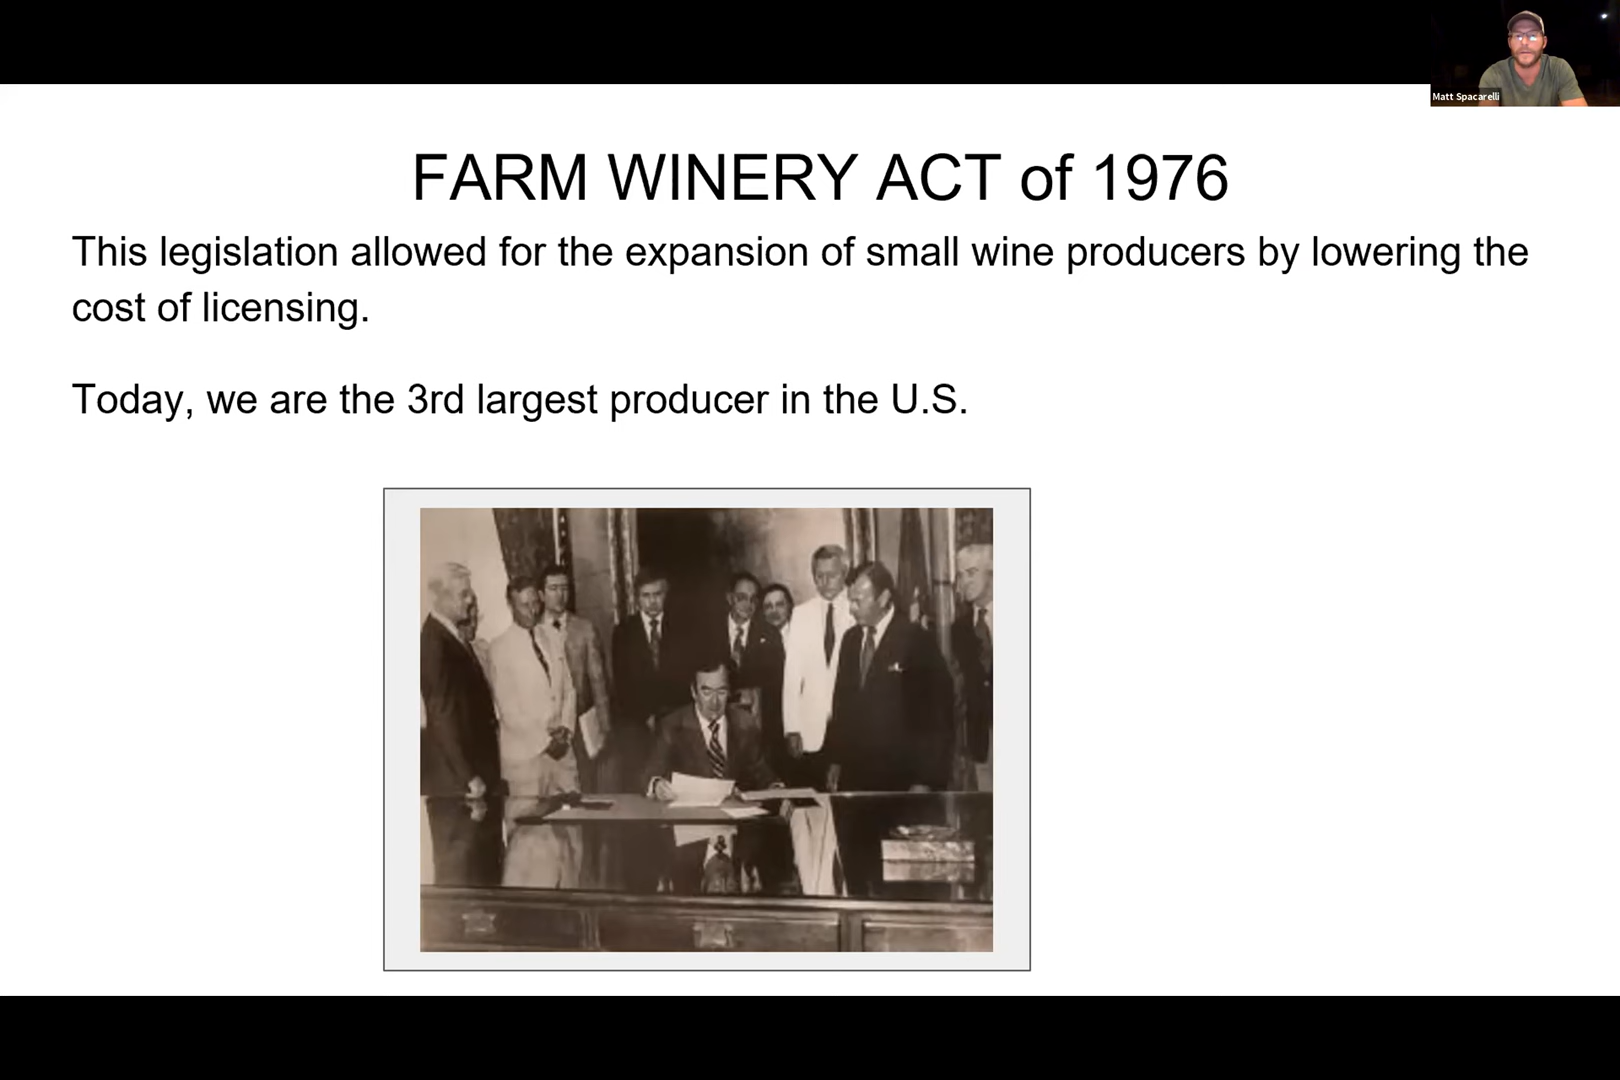 Matt Spacarelli
FARM WINERY ACT of 1976
This legislation allowed for the expansion of small wine producers by lowering the
cost of licensing.
Today, we are the 3rd largest producer in the U.S.